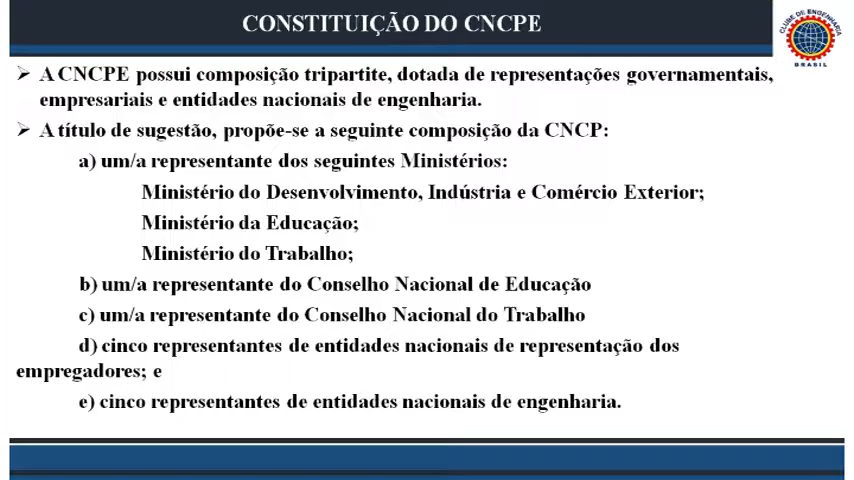 CONSTITUIÇÃO DO CNCPE
CLUBE DE ENGENHARIA
BRASIL
➢ A CNCPE possui composição tripartite, dotada de representações governamentais,
empresariais e entidades nacionais de engenharia.
➢ A título de sugestão, propõe-se a seguinte composição da CNCP:
a) um/a representante dos seguintes Ministérios:
Ministério do Desenvolvimento, Indústria e Comércio Exterior;
Ministério da Educação;
Ministério do Trabalho;
b) um/a representante do Conselho Nacional de Educação
c) um/a representante do Conselho Nacional do Trabalho
d) cinco representantes de entidades nacionais de representação dos
empregadores; e
e) cinco representantes de entidades nacionais de engenharia.